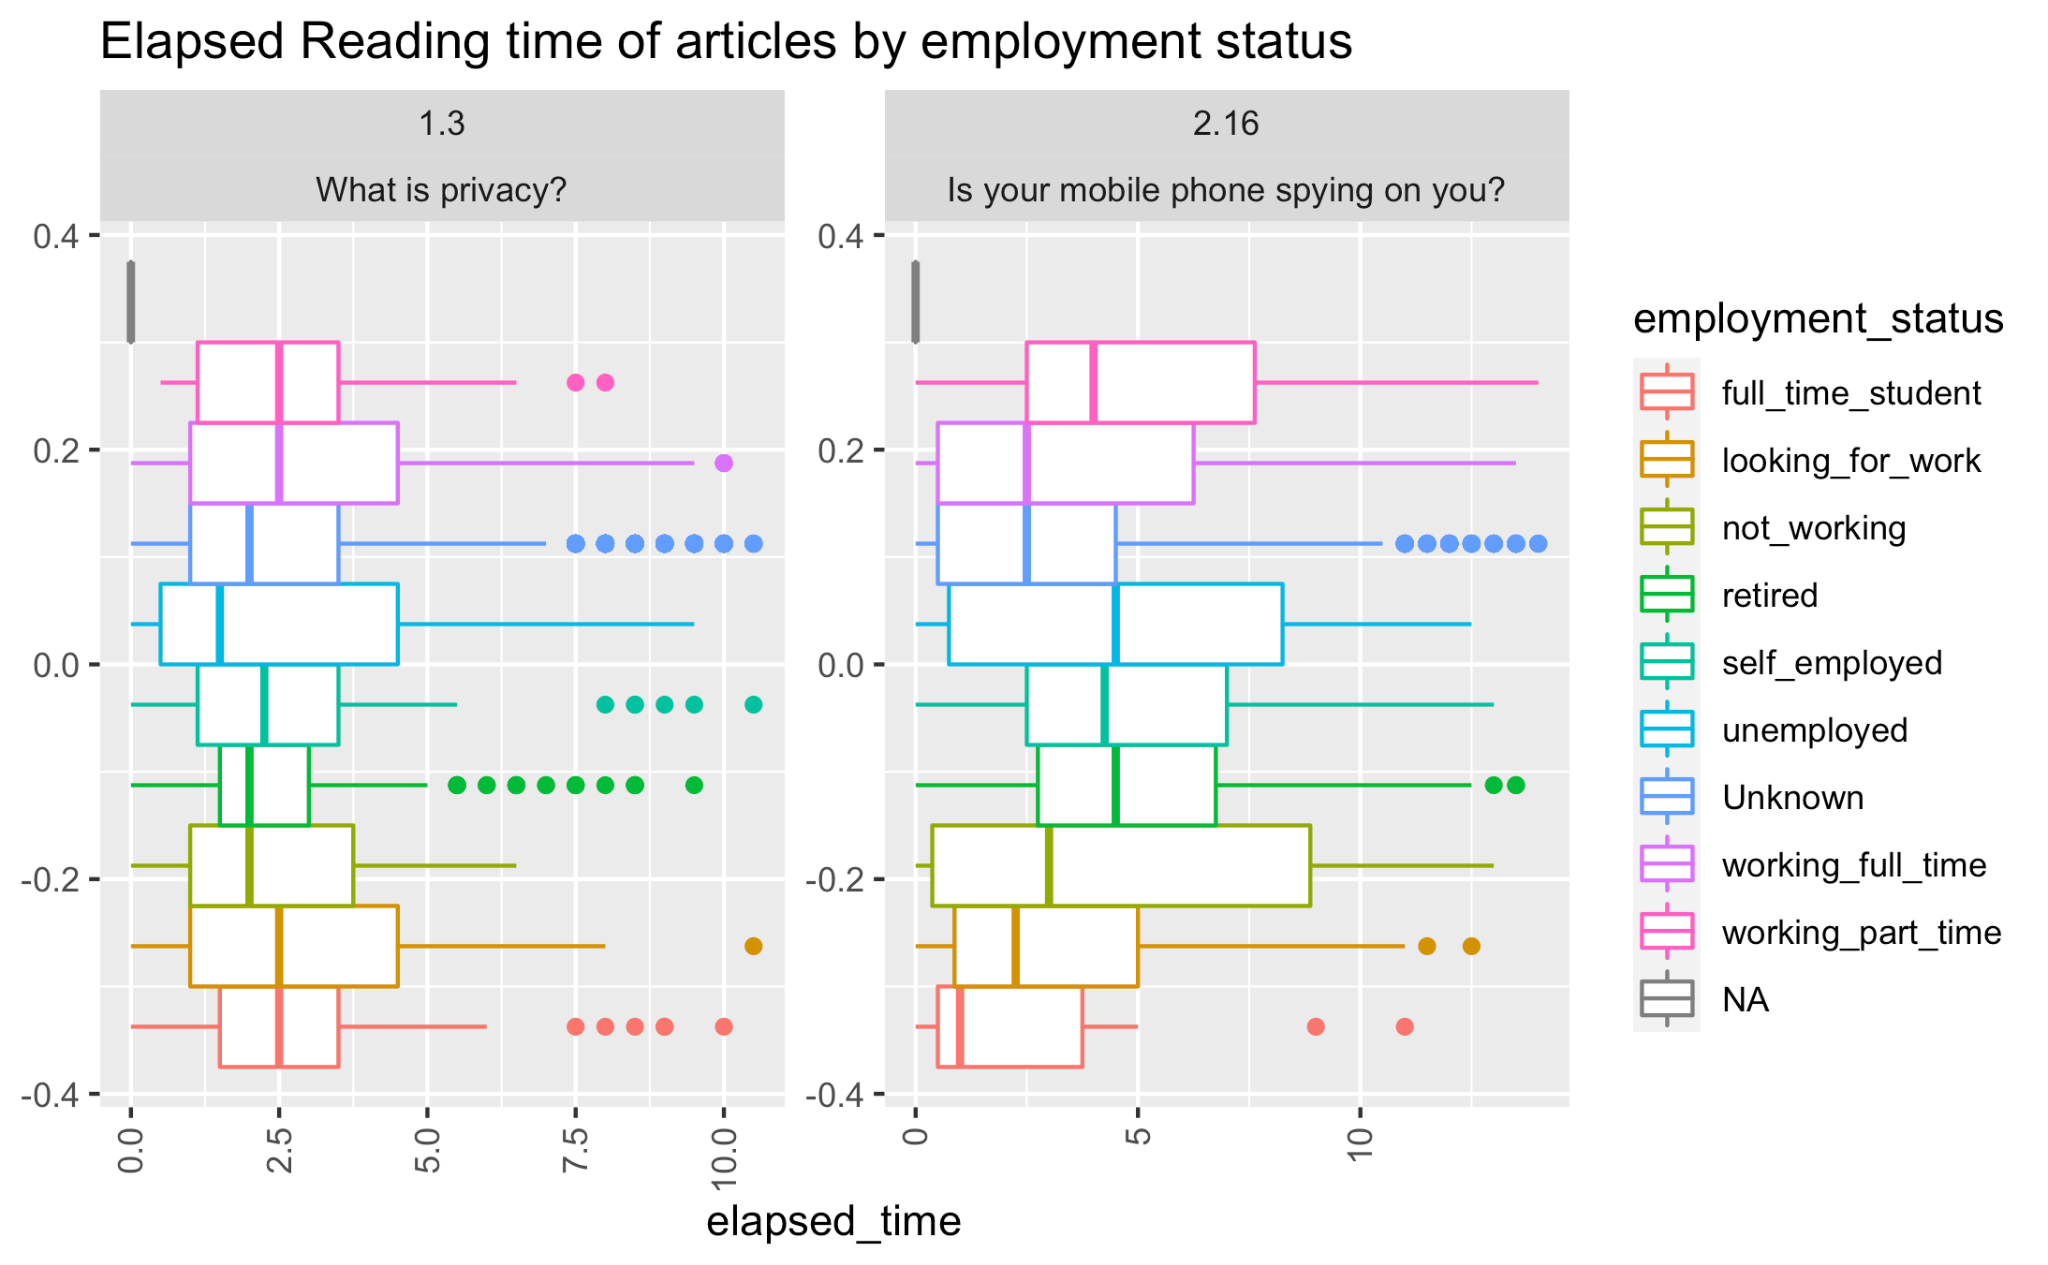 Elapsed Reading time of articles by employment status
1.3
What is privacy?
2.16
Is your mobile phone spying on you?
0.4
0.2
0.0
-0.2
-0.4
0.4
0.2
0.0
-0.2
-0.4
0.0
2.5
5.0
7.5
10.0
0
5
10
elapsed_time
employment_status
full_time_student
looking_for_work
not_working
retired
self_employed
unemployed
Unknown
working_full_time
working_part_time
NA